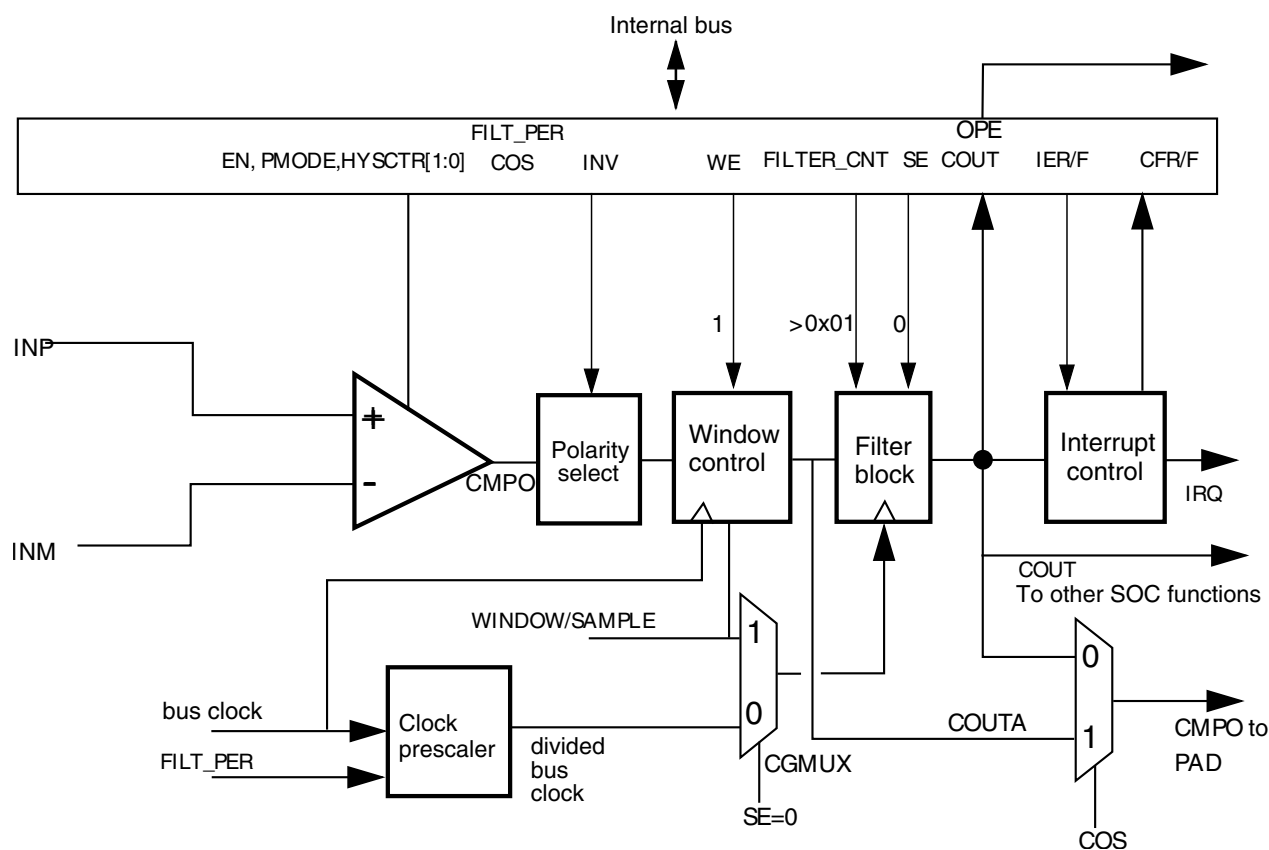 Internal bus
FILT_PER
OPE
EN, PMODE,HYSCTR[1:0]
COS
INV
WE
FILTER_CNT
SE
COUT
IER/F
CFR/F
1
>0x01
0
INP
+
-
INM
CMPO
Polarity
select
Window
control
Filter
block
Interrupt
control
IRQ
COUT
To other SOC functions
WINDOW/SAMPLE
1
0
CGMUX
SE=0
bus clock
FILT_PER
Clock
prescaler
divided
bus
clock
COUTA
0
1
CMPO to
PAD
COS